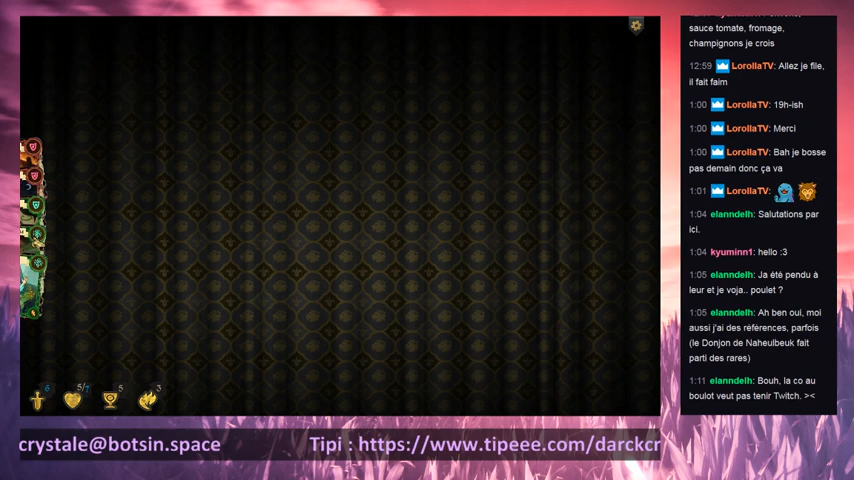 sauce tomate, fromage,
champignons je crois
12:59 LorollaTV: Allez je file,
il fait faim
1:00 LorollaTV: 19h-ish
1:00 LorollaTV: Merci
1:00 LorollaTV: Bah je bosse
pas demain donc ça va
1:01 LorollaTV:
1:04 elanndelh: Salutations par
ici.
1:04 kyuminn1: hello :3
1:05 elanndelh: Ja été pendu à
leur et je voja.. poulet ?
1:05 elanndelh: Ah ben oui, moi
aussi j'ai des références, parfois
(le Donjon de Naheulbeuk fait
parti des rares)
1:11 elanndelh: Bouh, la co au
boulot veut pas tenir Twitch. ><
6 5/7 5 3
crystale@botsin.space Tipi : https://www.tipeee.com/darckcr